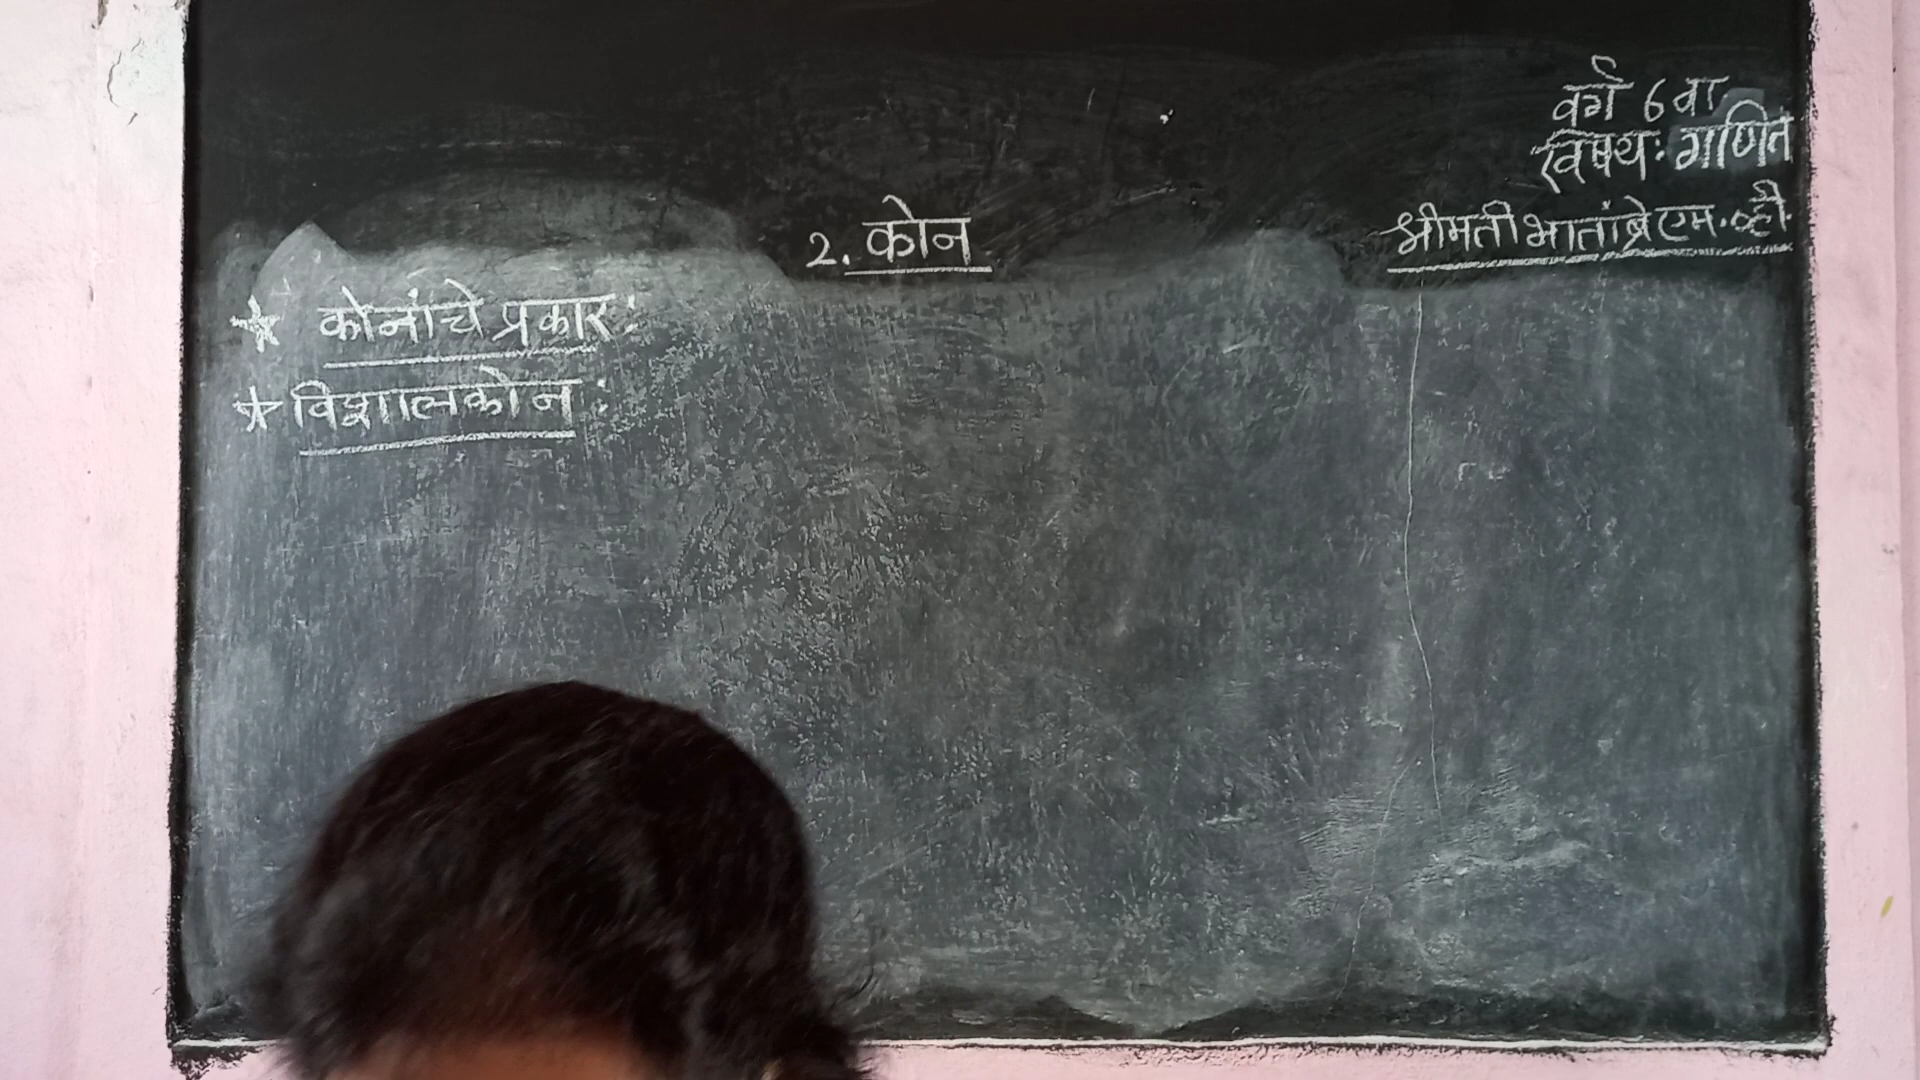 वर्ग 6 वा
विषय: गणित
श्रीमती भातांब्रे एम. व्ही.
2. कोन
★ कोनांचे प्रकार:
★ विशालकोन: